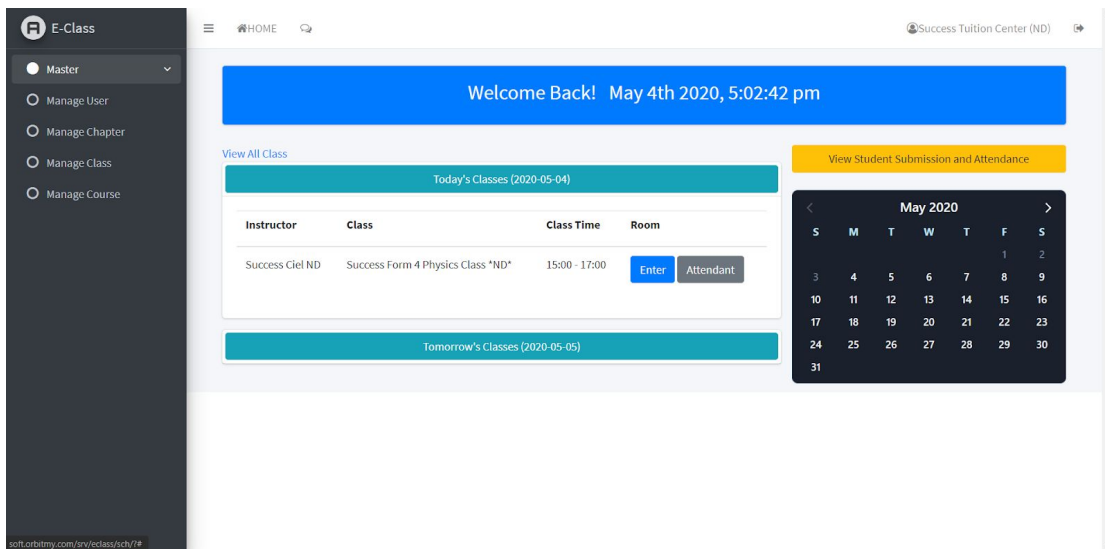 E-Class
HOME
Success Tuition Center (ND)
Master
Manage User
Manage Chapter
Manage Class
Manage Course
Welcome Back! May 4th 2020, 5:02:42 pm
View All Class
Today's Classes (2020-05-04)
Instructor Class Class Time Room
Success Ciel ND Success Form 4 Physics Class *ND* 15:00 - 17:00 Enter Attendant
Tomorrow's Classes (2020-05-05)
View Student Submission and Attendance
May 2020
S M T W T F S
1 2
3 4 5 6 7 8 9
10 11 12 13 14 15 16
17 18 19 20 21 22 23
24 25 26 27 28 29 30
31
soft.orbitmy.com/srv/eclass/sch/?#